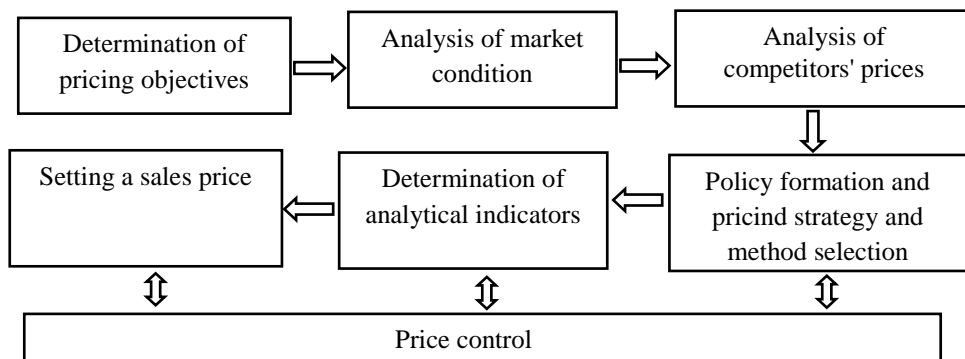 Determination of
pricing objectives
Analysis of market
condition
Analysis of
competitors' prices
Setting a sales price
Determination of
analytical indicators
Policy formation and
pricind strategy and
method selection
Price control